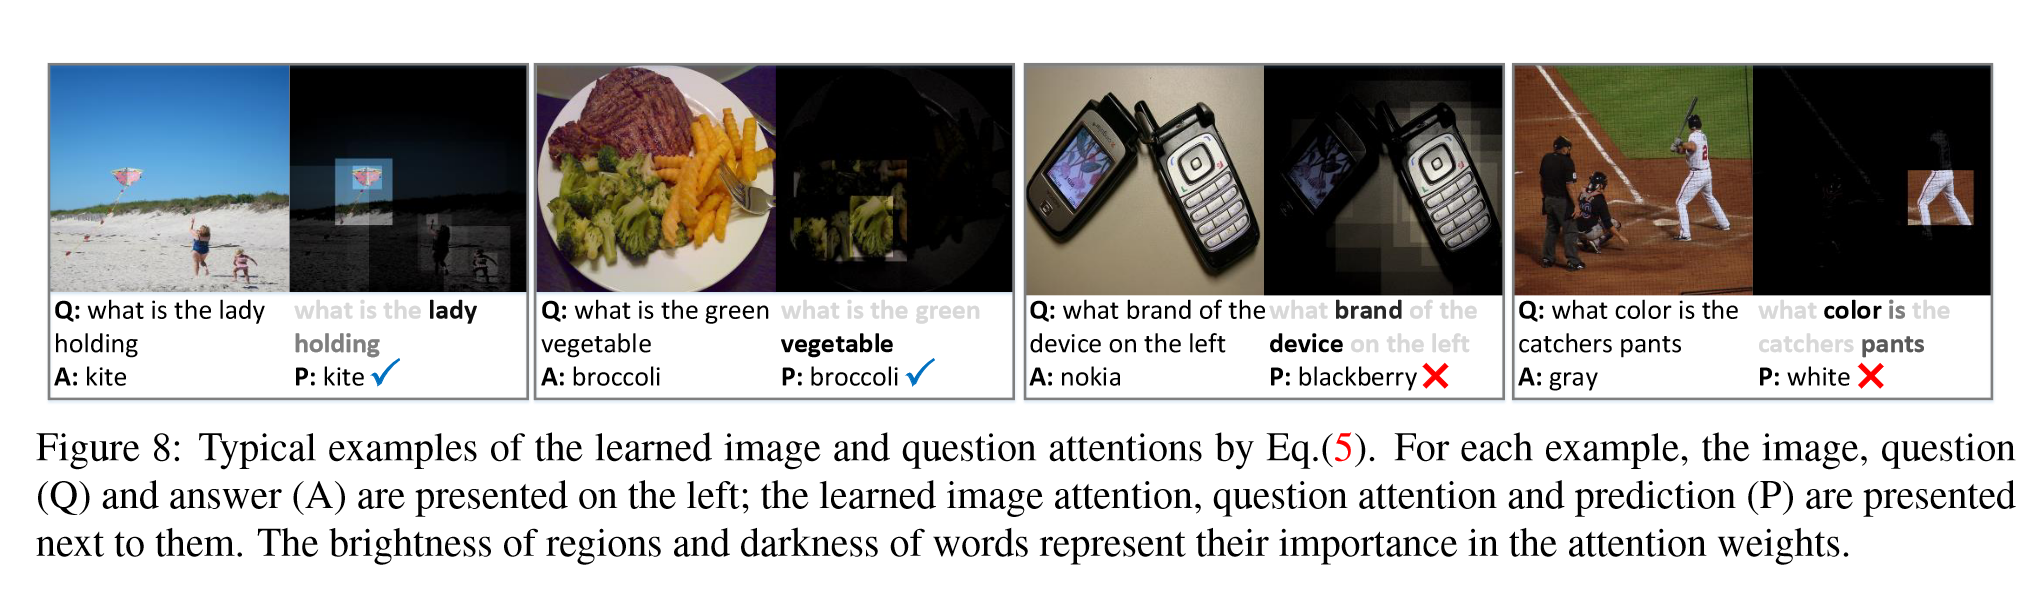 Q: what is the lady
holding
A: kite
what is the lady
holding
P: kite
Q: what is the green
vegetable
A: broccoli
what is the green
vegetable
P: broccoli
Q: what brand of the
device on the left
A: nokia
what brand of the
device on the left
P: blackberry
Q: what color is the
catchers pants
A: gray
what color is the
catchers pants
P: white
Figure 8: Typical examples of the learned image and question attentions by Eq.(5). For each example, the image, question
(Q) and answer (A) are presented on the left; the learned image attention, question attention and prediction (P) are presented
next to them. The brightness of regions and darkness of words represent their importance in the attention weights.